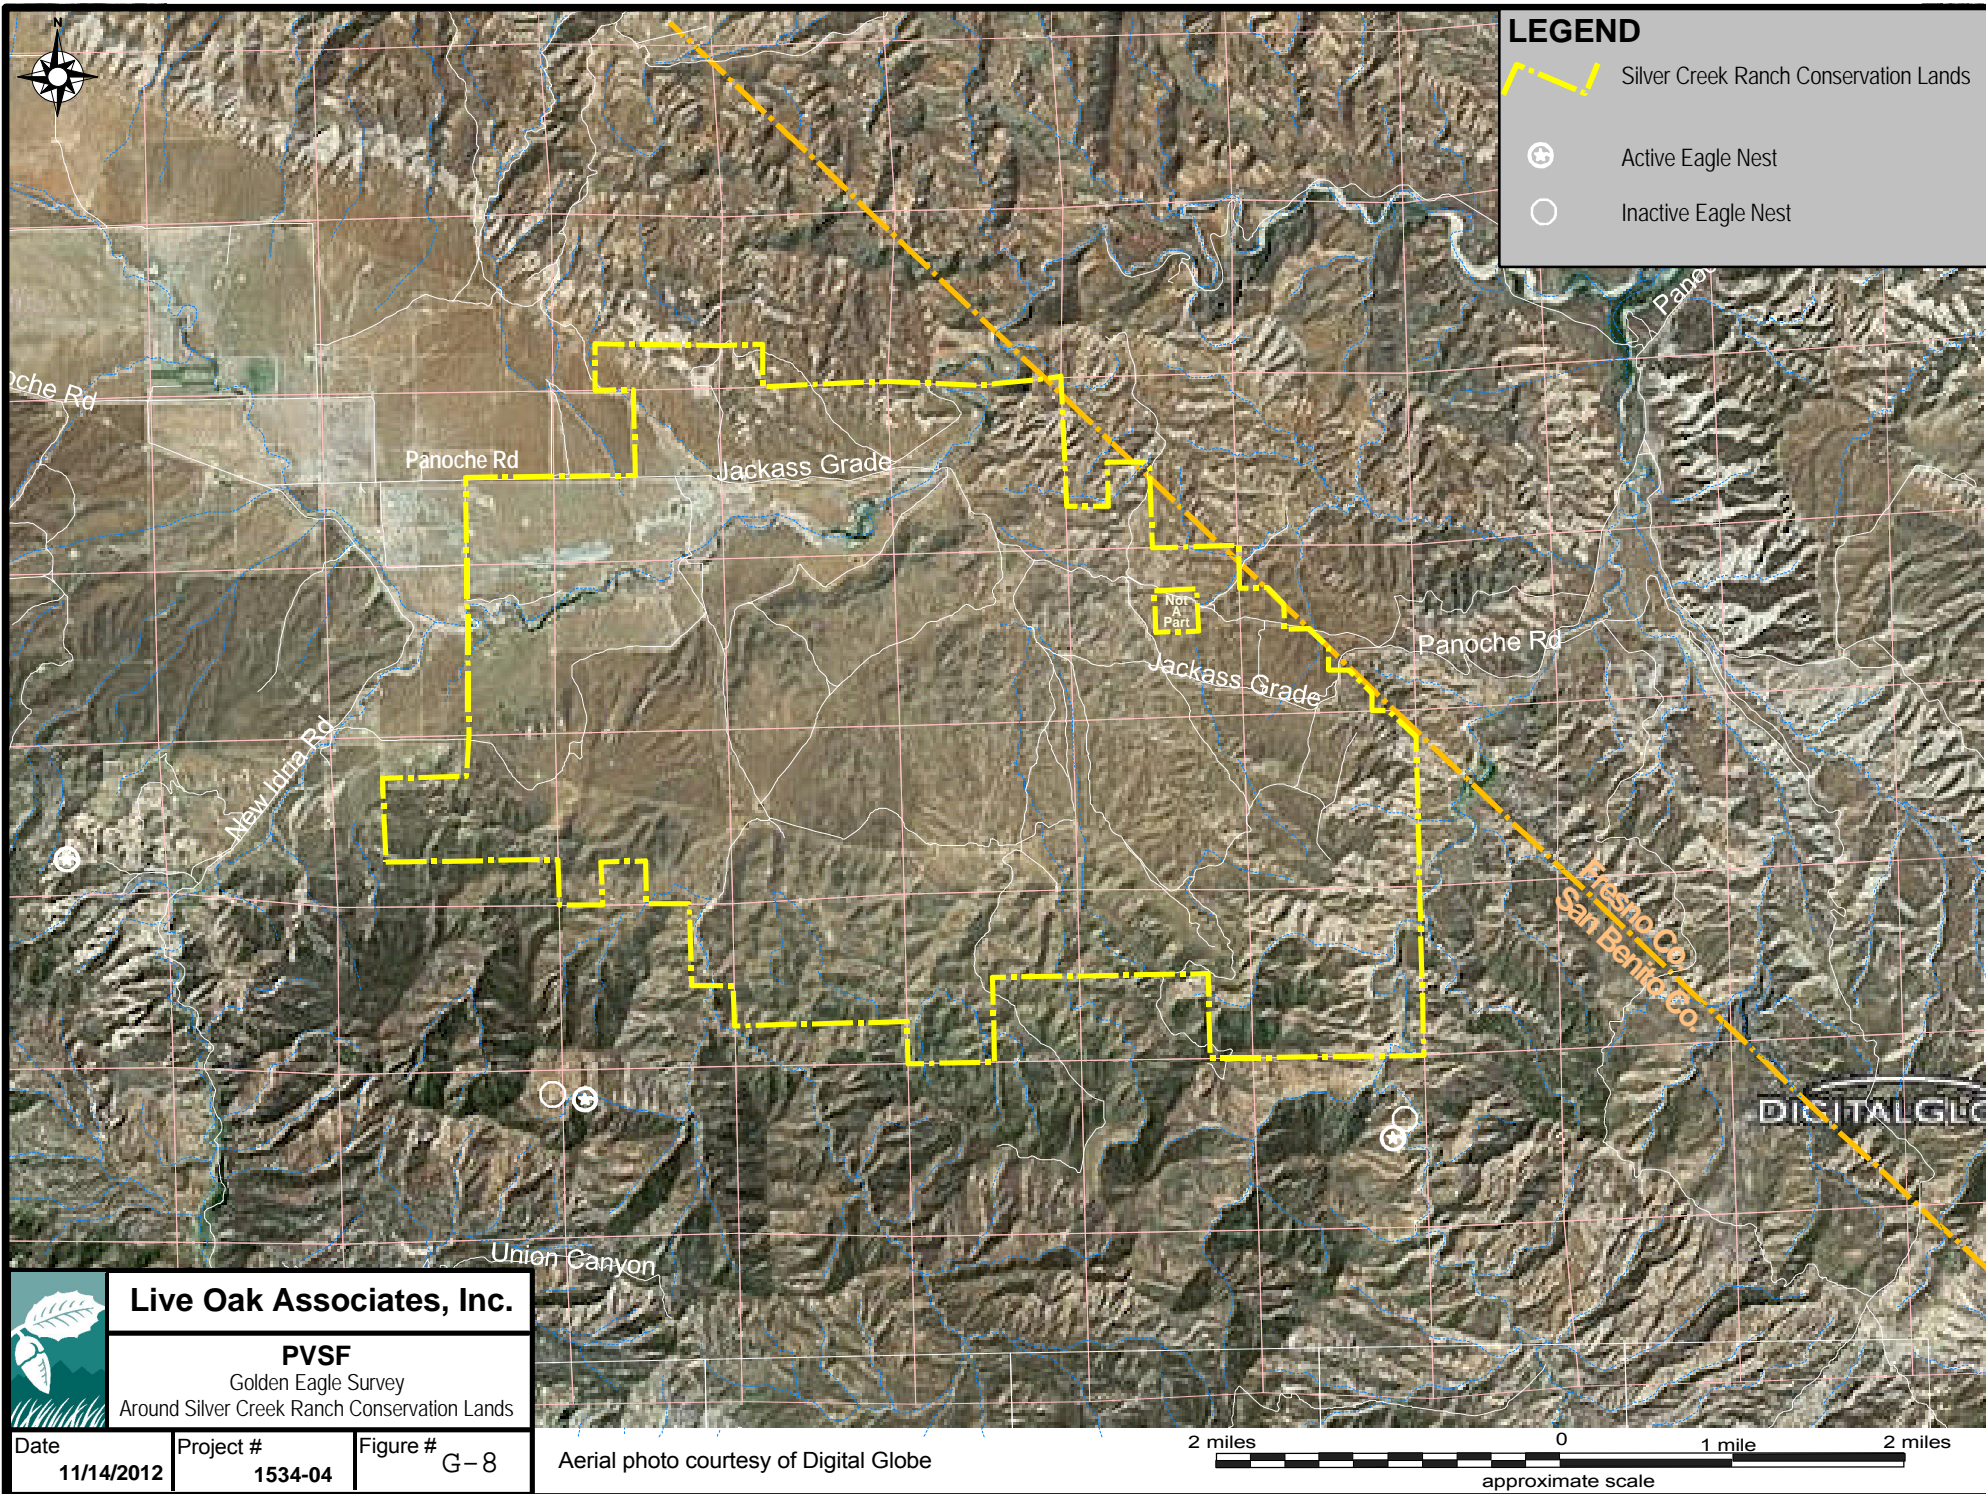 N
LEGEND
Silver Creek Ranch Conservation Lands
Active Eagle Nest
Inactive Eagle Nest
Panoc
oche Rd
Panoche Rd
Jackass Grade
Not
A
Part
Panoche Rd
Jackass Grade
New Idria Rd
Fresno Co.
San Benito Co.
DIGITALGLO
Union Canyon
Live Oak Associates, Inc.
PVSF
Golden Eagle Survey
Around Silver Creek Ranch Conservation Lands
Date
11/14/2012
Project #
1534-04
Figure #
G-8
Aerial photo courtesy of Digital Globe
2 miles 0 1 mile 2 miles
approximate scale